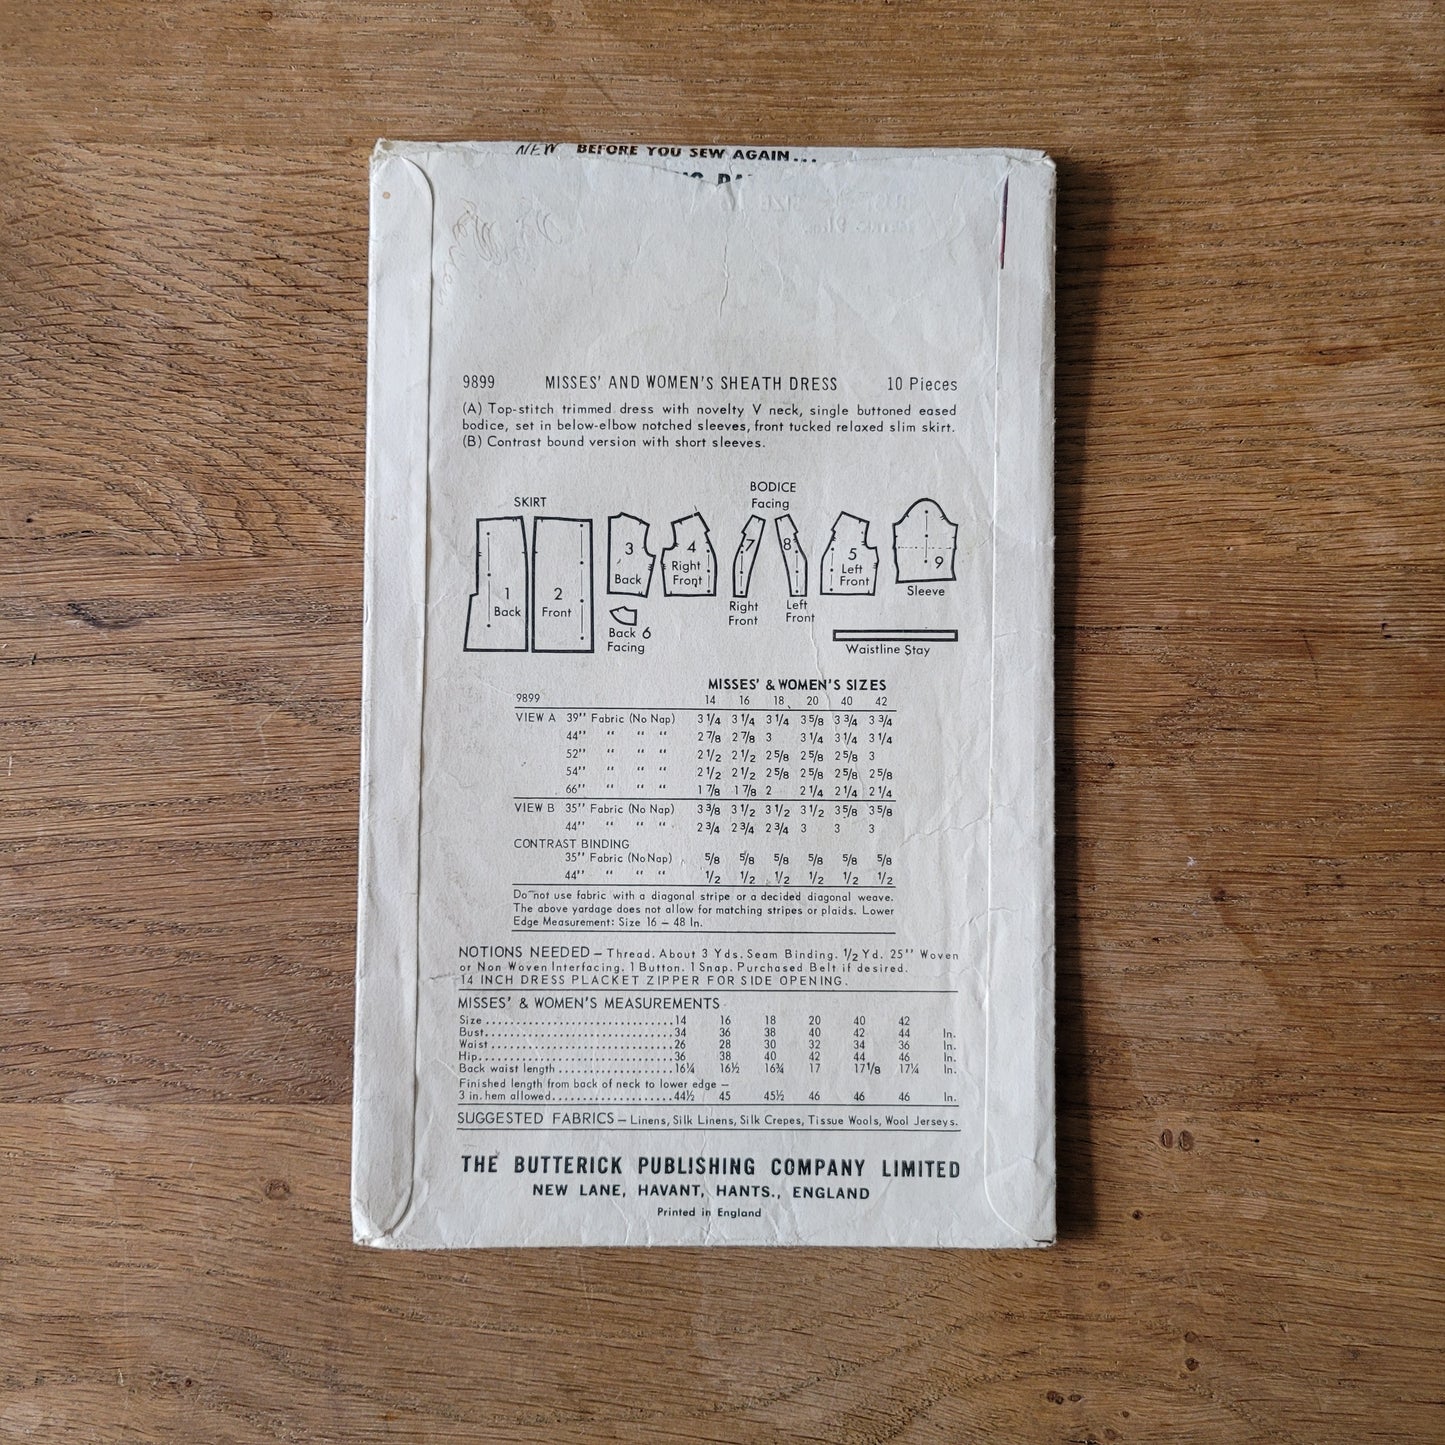 NEW BEFORE YOU SEW AGAIN...
9899 MISSES' AND WOMEN'S SHEATH DRESS 10 Pieces
(A) Top-stitch trimmed dress with novelty V neck, single buttoned eased
bodice, set in below-elbow notched sleeves, front tucked relaxed slim skirt.
(B) Contrast bound version with short sleeves.
SKIRT
BODICE
Facing
1
Back
2
Front
3
Back
4
Right
Front
7
8
5
Left
Front
9
Right
Front
Left
Front
Sleeve
Back 6
Facing
Waistline Stay
MISSES' & WOMEN'S SIZES
9899 14 16 18 20 40 42
VIEW A 39" Fabric (No Nap) 3 1/4 3 1/4 3 1/4 3 5/8 3 3/4 3 3/4
44" " " " 2 7/8 2 7/8 3 3 1/4 3 1/4 3 1/4
52" " " " 2 1/2 2 1/2 2 5/8 2 5/8 2 5/8 3
54" " " " 2 1/2 2 1/2 2 5/8 2 5/8 2 5/8 2 5/8
66" " " " 1 7/8 1 7/8 2 2 1/4 2 1/4 2 1/4
VIEW B 35" Fabric (No Nap) 3 3/8 3 1/2 3 1/2 3 1/2 3 5/8 3 5/8
44" " " " 2 3/4 2 3/4 2 3/4 3 3 3
CONTRAST BINDING
35" Fabric (No Nap) 5/8 5/8 5/8 5/8 5/8 5/8
44" " " " 1/2 1/2 1/2 1/2 1/2 1/2
Do not use fabric with a diagonal stripe or a decided diagonal weave.
The above yardage does not allow for matching stripes or plaids. Lower
Edge Measurement: Size 16 – 48 In.
NOTIONS NEEDED – Thread. About 3 Yds. Seam Binding. 1/2 Yd. 25" Woven
or Non Woven Interfacing. 1 Button. 1 Snap. Purchased Belt if desired.
14 INCH DRESS PLACKET ZIPPER FOR SIDE OPENING.
MISSES' & WOMEN'S MEASUREMENTS
Size..............................14 16 18 20 40 42
Bust..............................34 36 38 40 42 44 In.
Waist.............................26 28 30 32 34 36 In.
Hip...............................36 38 40 42 44 46 In.
Back waist length...................16¼ 16½ 16¾ 17 17 1/8 17¼ In.
Finished length from back of neck to lower edge –
3 in. hem allowed....................44½ 45 45½ 46 46 46 In.
SUGGESTED FABRICS – Linens, Silk Linens, Silk Crepes, Tissue Wools, Wool Jerseys.
THE BUTTERICK PUBLISHING COMPANY LIMITED
NEW LANE, HAVANT, HANTS., ENGLAND
Printed in England